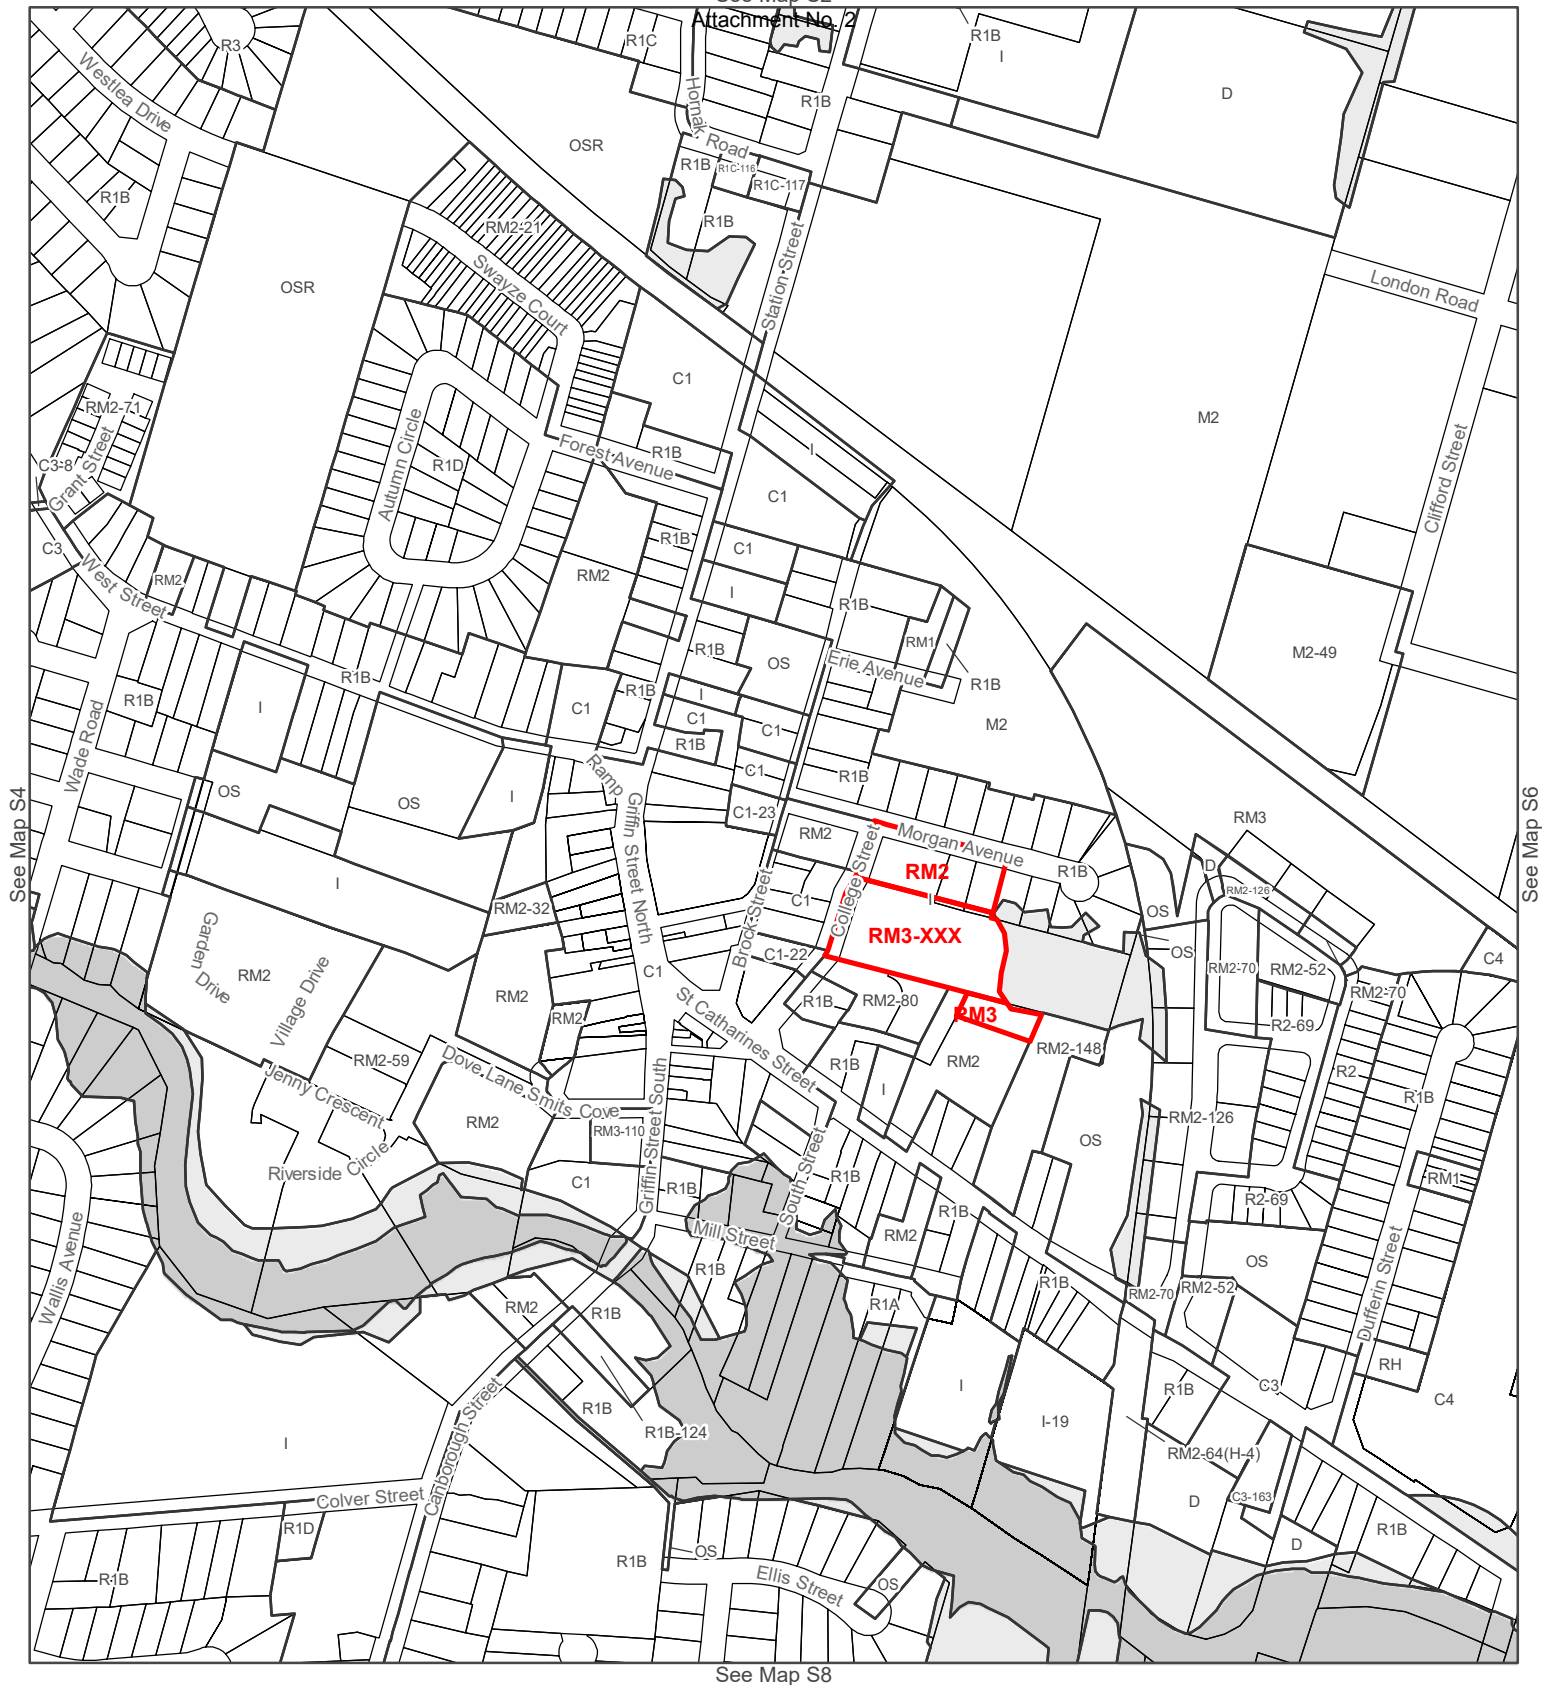 See Map S2
Attachment No. 2
R3
R1C
R1B
I
Westlea Drive
D
R1B
Hornak Road
OSR
R1B
R1C-116
R1C-117
R1B
R1B
RM2-21
Station Street
Swayze Court
London Road
OSR
C1
RM2-71
M2
Autumn Circle
R1B
Forest Avenue
I
C3-8
Grant Street
R1D
Clifford Street
C1
R1B
C3
C1
West Street
RM2
RM2
I
R1B
RM1
Erie Avenue
R1B
R1B
OS
M2-49
R1B
R1B
R1B
I
I
C1
C1
M2
C1
Wade Road
R1B
Ramp
C1
R1B
OS
OS
I
See Map S4
Griffin Street North
C1-23
RM2
College Street
Morgan Avenue
RM3
R1B
D
RM2
I
RM2-126
See Map S6
I
RM2-32
C1
Brock Street
OS
RM3-XXX
Garden Drive
RM2
Village Drive
C1
C1-22
OS
RM2-70
RM2-52
C4
RM2
St Catharines Street
R1B
RM2-80
RM2-70
RM2
RM3
R2-69
RM2-148
RM2-59
Dove Lane
R1B
RM2
R2
Jenny Crescent
Smits Cove
I
R1B
RM2
RM3-110
RM2-126
OS
Riverside Circle
Griffin Street South
South Street
R1B
RM1
C1
R1B
R2-69
Wallis Avenue
R1B
Mill Street
RM2
R1B
OS
R1B
RM2-70
RM2-52
RM2
R1B
R1A
Dufferin Street
RH
I
R1B
C3
C4
R1B
I-19
R1B-124
I
RM2-64(H-4)
Canborough Street
Colver Street
D
C3-163
R1D
R1B
D
R1B
OS
R1B
Ellis Street
OS
See Map S8